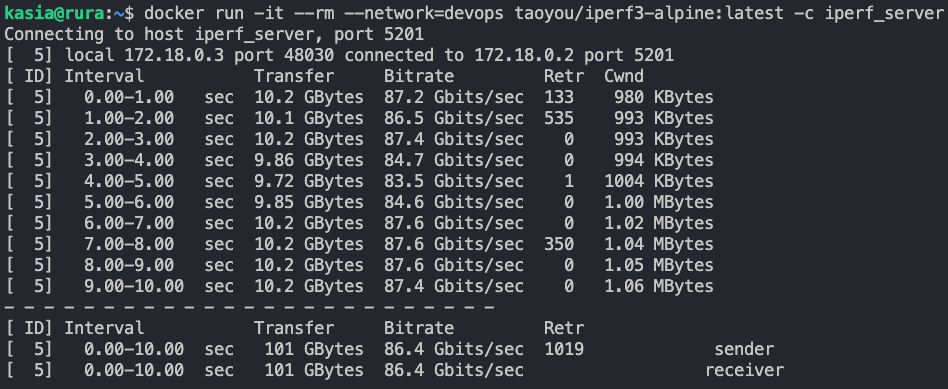 kasia@rura:~$ docker run -it --rm --network=devops taoyou/iperf3-alpine:latest -c iperf_server
Connecting to host iperf_server, port 5201
[  5] local 172.18.0.3 port 48030 connected to 172.18.0.2 port 5201
[ ID] Interval           Transfer     Bitrate         Retr  Cwnd
[  5]   0.00-1.00   sec  10.2 GBytes  87.2 Gbits/sec  133    980 KBytes
[  5]   1.00-2.00   sec  10.1 GBytes  86.5 Gbits/sec  535    993 KBytes
[  5]   2.00-3.00   sec  10.2 GBytes  87.4 Gbits/sec    0    993 KBytes
[  5]   3.00-4.00   sec  9.86 GBytes  84.7 Gbits/sec    0    994 KBytes
[  5]   4.00-5.00   sec  9.72 GBytes  83.5 Gbits/sec    1   1004 KBytes
[  5]   5.00-6.00   sec  9.85 GBytes  84.6 Gbits/sec    0   1.00 MBytes
[  5]   6.00-7.00   sec  10.2 GBytes  87.6 Gbits/sec    0   1.02 MBytes
[  5]   7.00-8.00   sec  10.2 GBytes  87.6 Gbits/sec  350   1.04 MBytes
[  5]   8.00-9.00   sec  10.2 GBytes  87.6 Gbits/sec    0   1.05 MBytes
[  5]   9.00-10.00  sec  10.2 GBytes  87.4 Gbits/sec    0   1.06 MBytes
- - - - - - - - - - - - - - - - - - - - - - - - -
[ ID] Interval           Transfer     Bitrate         Retr
[  5]   0.00-10.00  sec   101 GBytes  86.4 Gbits/sec  1019             sender
[  5]   0.00-10.00  sec   101 GBytes  86.4 Gbits/sec                  receiver